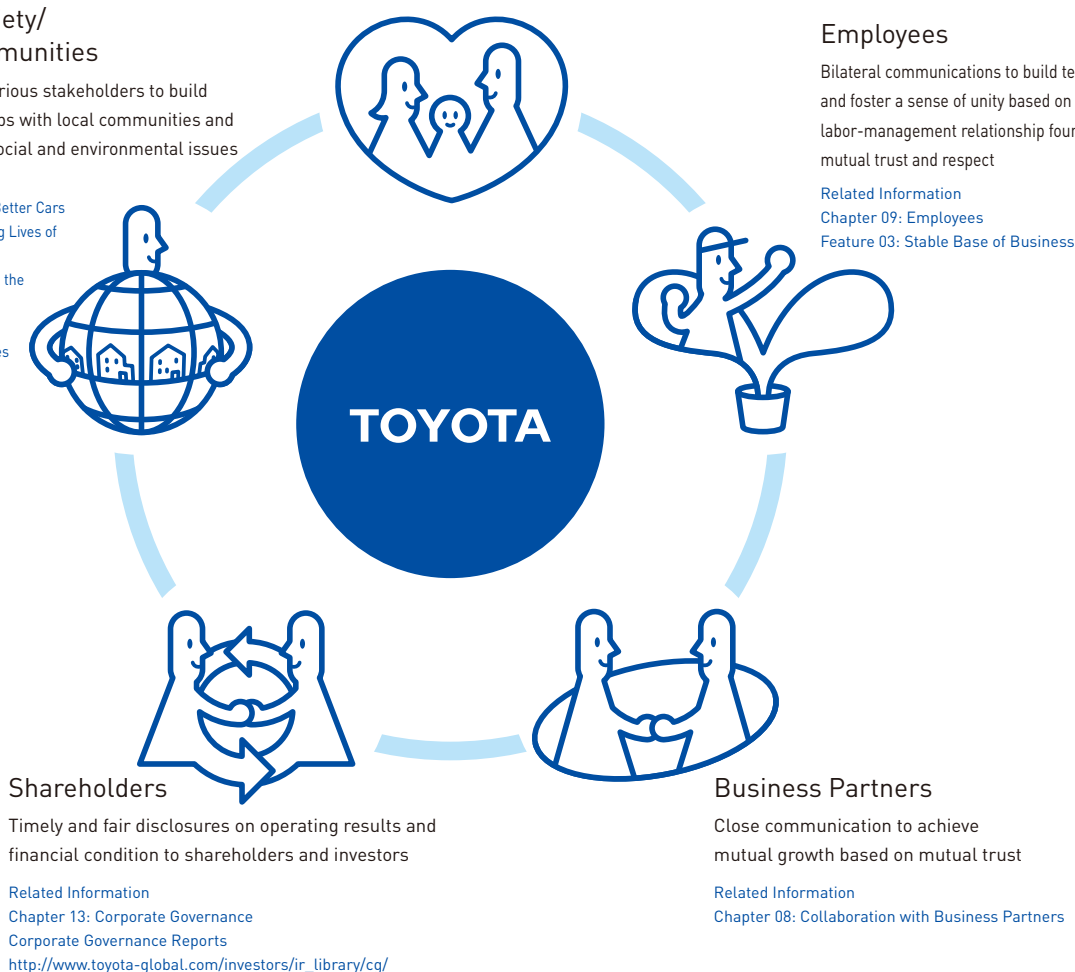 ety/
munities
rious stakeholders to build
ps with local communities and
ocial and environmental issues
Better Cars
g Lives of
the
es
Employees
Bilateral communications to build te
and foster a sense of unity based on
labor-management relationship four
mutual trust and respect
Related Information
Chapter 09: Employees
Feature 03: Stable Base of Business
TOYOTA
Shareholders
Timely and fair disclosures on operating results and
financial condition to shareholders and investors
Related Information
Chapter 13: Corporate Governance
Corporate Governance Reports
http://www.toyota-global.com/investors/ir_library/cg/
Business Partners
Close communication to achieve
mutual growth based on mutual trust
Related Information
Chapter 08: Collaboration with Business Partners